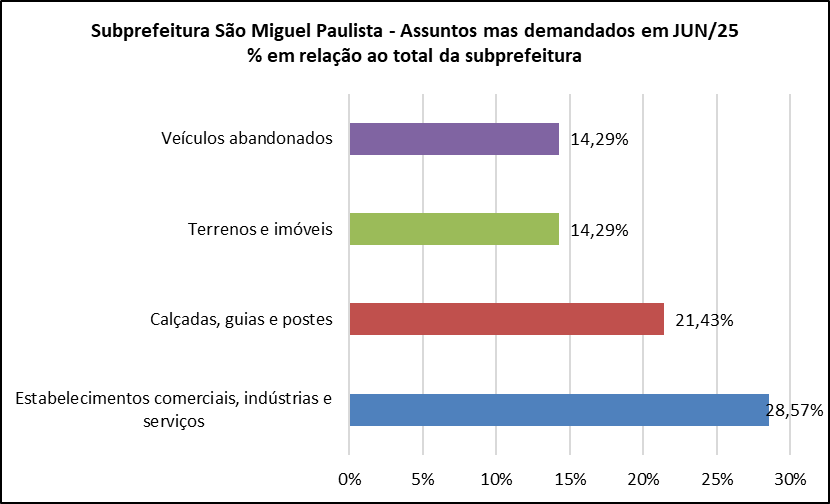 Subprefeitura São Miguel Paulista - Assuntos mas demandados em JUN/25
% em relação ao total da subprefeitura
Veículos abandonados
14,29%
Terrenos e imóveis
14,29%
Calçadas, guias e postes
21,43%
Estabelecimentos comerciais, indústrias e
serviços
28,57%
0% 5% 10% 15% 20% 25% 30%